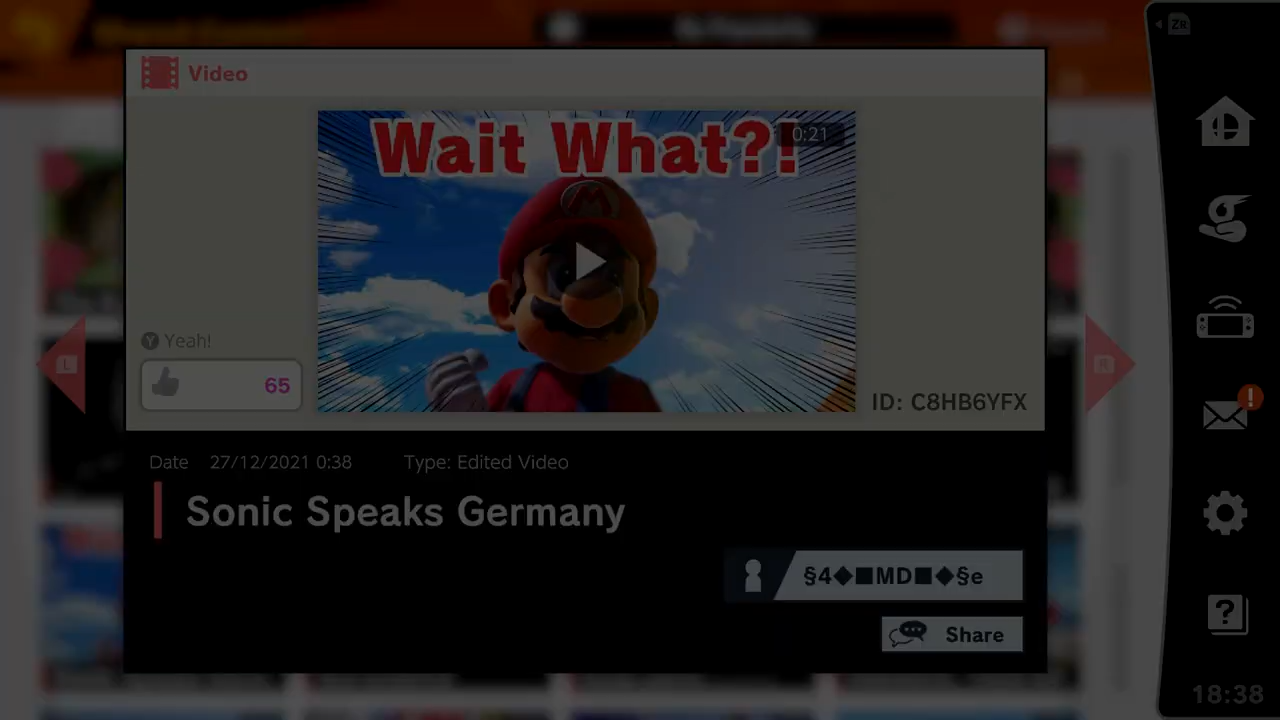 ZR
Video
Wait What?!
0:21
M
Y Yeah!
65
L
R
ID: C8HB6YFX
Date 27/12/2021 0:38 Type: Edited Video
Sonic Speaks Germany
§4◆■MD■◆§e
Share
!
?
18:38